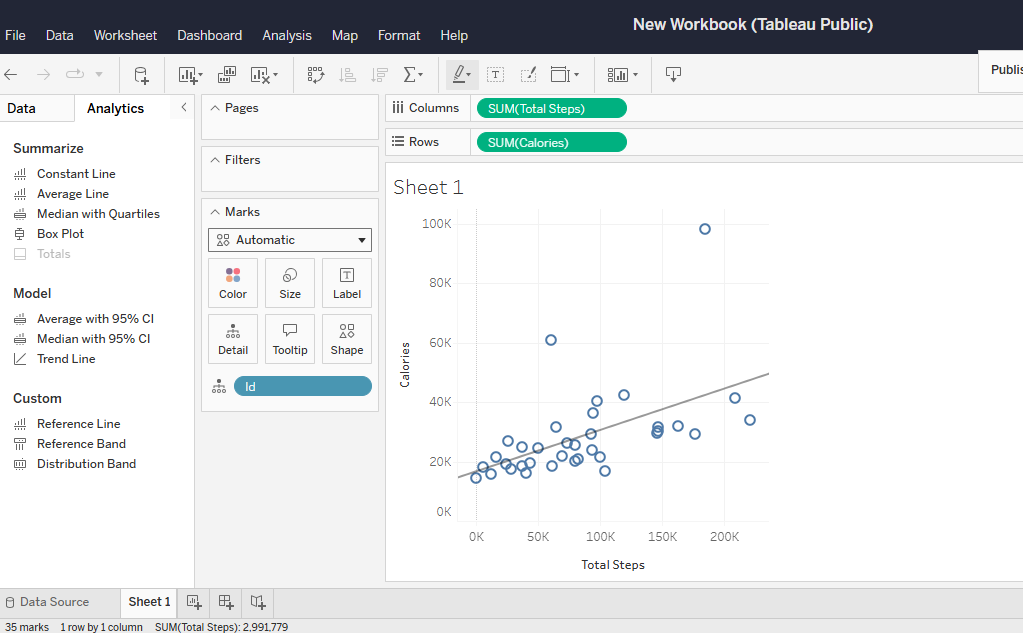 New Workbook (Tableau Public)
File Data Worksheet Dashboard Analysis Map Format Help
Publis
Data Analytics
Summarize
Constant Line
Average Line
Median with Quartiles
Box Plot
Totals
Model
Average with 95% CI
Median with 95% CI
Trend Line
Custom
Reference Line
Reference Band
Distribution Band
Pages
Filters
Marks
Automatic
Color Size Label
Detail Tooltip Shape
Id
Columns SUM(Total Steps)
Rows SUM(Calories)
Sheet 1
100K
80K
60K
40K
20K
0K
Calories
0K 50K 100K 150K 200K
Total Steps
Data Source Sheet 1
35 marks 1 row by 1 column SUM(Total Steps): 2,991,779